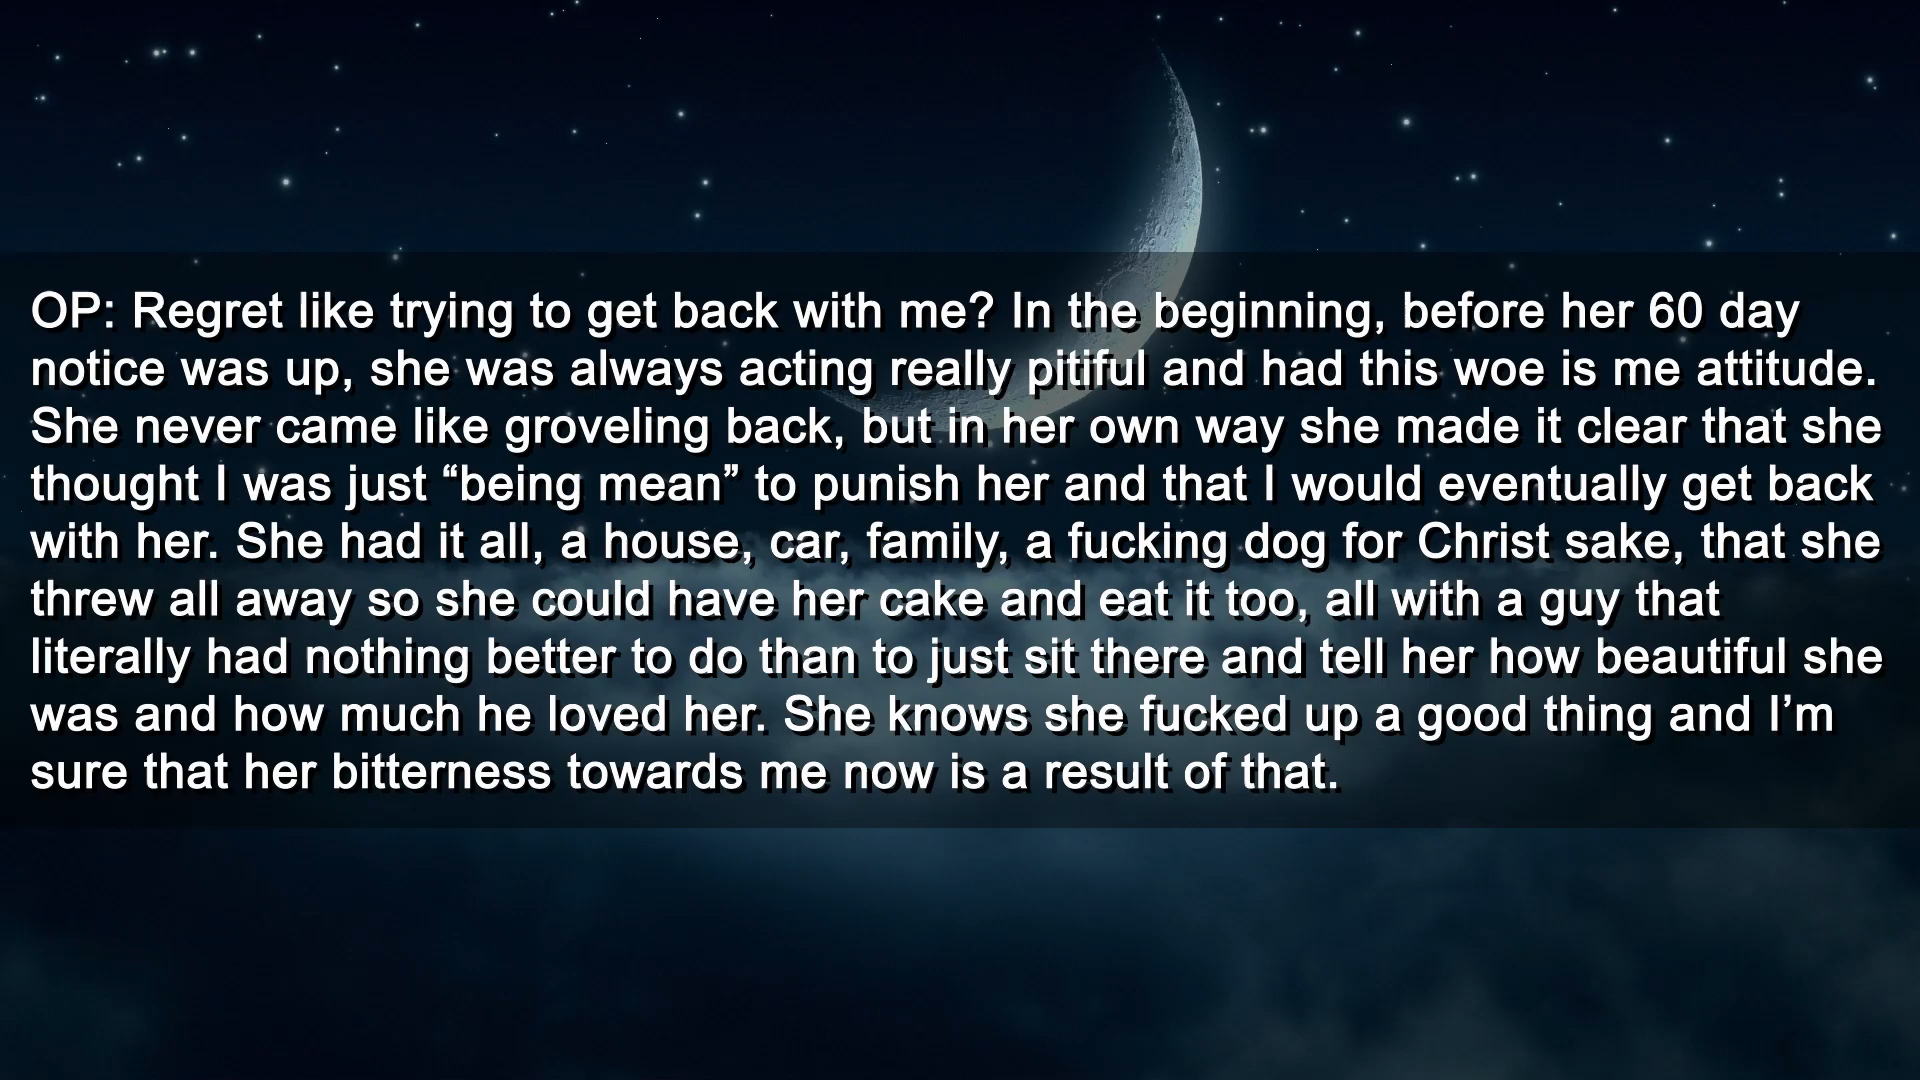 OP: Regret like trying to get back with me? In the beginning, before her 60 day
notice was up, she was always acting really pitiful and had this woe is me attitude.
She never came like groveling back, but in her own way she made it clear that she
thought I was just “being mean” to punish her and that I would eventually get back
with her. She had it all, a house, car, family, a fucking dog for Christ sake, that she
threw all away so she could have her cake and eat it too, all with a guy that
literally had nothing better to do than to just sit there and tell her how beautiful she
was and how much he loved her. She knows she fucked up a good thing and I’m
sure that her bitterness towards me now is a result of that.